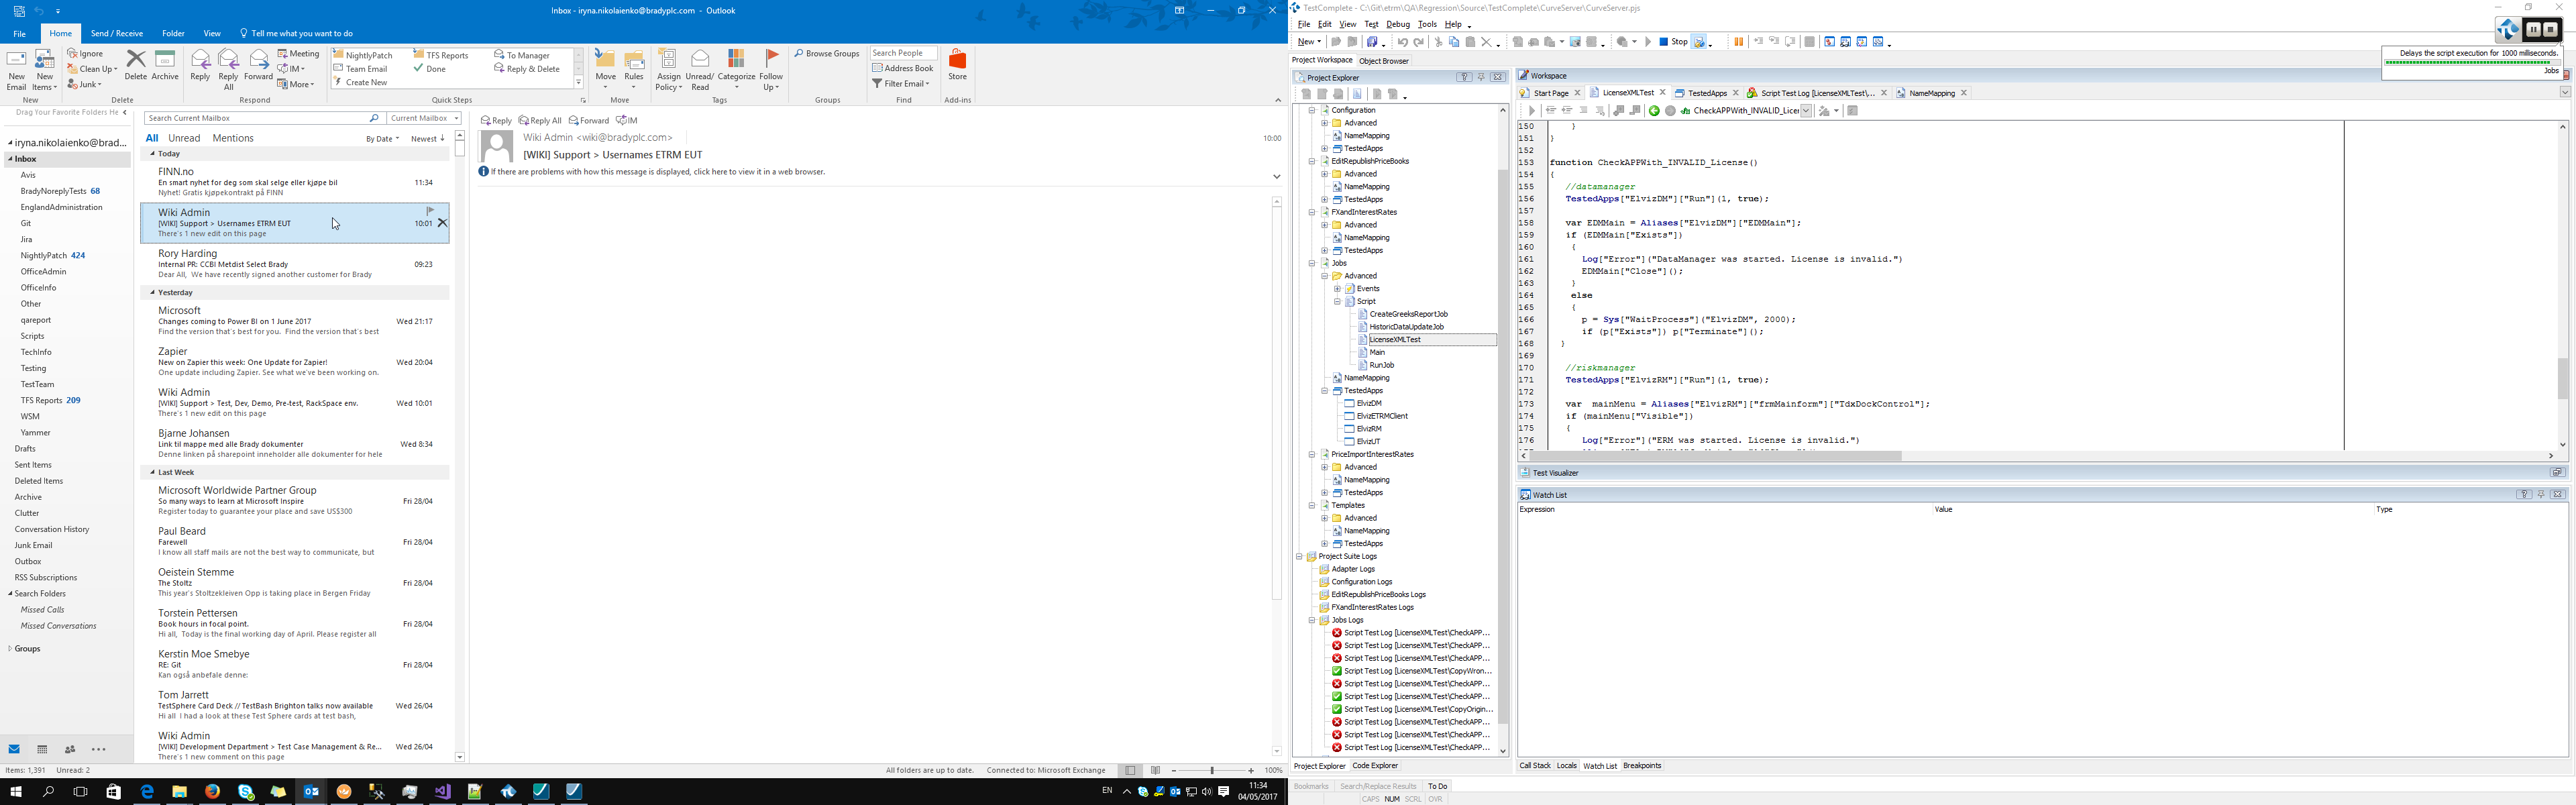 Inbox - iryna.nikolaienko@bradyplc.com - Outlook
File Home Send / Receive Folder View Tell me what you want to do
New Email
New Items
Ignore
Clean Up
Junk
Delete
Archive
Reply
Reply All
Forward
Meeting
IM
More
NightlyPatch
Team Email
Create New
TFS Reports
Done
To Manager
Reply & Delete
Move
Rules
Assign Policy
Unread/ Read
Categorize
Follow Up
Browse Groups
Search People
Address Book
Filter Email
Store
New Delete Respond Quick Steps Move Tags Groups Find Add-ins
Drag Your Favorite Folders He
iryna.nikolaienko@brad...
Inbox
Avis
BradyNoreplyTests 68
EnglandAdministration
Git
Jira
NightlyPatch 424
OfficeAdmin
OfficeInfo
Other
qareport
Scripts
TechInfo
Testing
TestTeam
TFS Reports 209
WSM
Yammer
Drafts
Sent Items
Deleted Items
Archive
Clutter
Conversation History
Junk Email
Outbox
RSS Subscriptions
Search Folders
Missed Calls
Missed Conversations
Groups
Search Current Mailbox Current Mailbox
All Unread Mentions By Date Newest
Today
FINN.no
En smart nyhet for deg som skal selge eller kjøpe bil 11:34
Nyhet! Gratis kjøpekontrakt på FINN
Wiki Admin
[WIKI] Support > Usernames ETRM EUT 10:01
There's 1 new edit on this page
Rory Harding
Internal PR: CCBI Metdist Select Brady 09:23
Dear All, We have recently signed another customer for Brady
Yesterday
Microsoft
Changes coming to Power BI on 1 June 2017 Wed 21:17
Find the version that's best for you. Find the version that's best
Zapier
New on Zapier this week: One Update for Zapier! Wed 20:04
One update including Zapier. See what we've been working on.
Wiki Admin
[WIKI] Support > Test, Dev, Demo, Pre-test, RackSpace env. Wed 10:01
There's 1 new edit on this page
Bjarne Johansen
Link til mappe med alle Brady dokumenter Wed 8:34
Denne linken på sharepoint inneholder alle dokumenter for hele
Last Week
Microsoft Worldwide Partner Group
So many ways to learn at Microsoft Inspire Fri 28/04
Register today to guarantee your place and save US$300
Paul Beard
Farewell Fri 28/04
I know all staff mails are not the best way to communicate, but
Oeistein Stemme
The Stoltz Fri 28/04
This year's Stoltzekleiven Opp is taking place in Bergen Friday
Torstein Pettersen
Book hours in focal point. Fri 28/04
Hi all, Today is the final working day of April. Please register all
Kerstin Moe Smebye
RE: Git Fri 28/04
Kan også anbefale denne:
Tom Jarrett
TestSphere Card Deck // TestBash Brighton talks now available Wed 26/04
Hi all I had a look at these Test Sphere cards at test bash,
Wiki Admin
[WIKI] Development Department > Test Case Management & Re... Wed 26/04
There's 1 new comment on this page
Reply Reply All Forward IM
Wiki Admin <wiki@bradyplc.com> 10:00
[WIKI] Support > Usernames ETRM EUT
If there are problems with how this message is displayed, click here to view it in a web browser.
Items: 1,391 Unread: 2 All folders are up to date. Connected to: Microsoft Exchange 100%
EN 11:34
04/05/2017
TestComplete - C:\Git\etrm\QA\Regression\Source\TestComplete\CurveServer\CurveServer.pjs
File Edit View Test Debug Tools Help
New Stop
Delays the script execution for 1000 milliseconds.
Jobs
Project Workspace Object Browser
Project Explorer
Configuration
Advanced
NameMapping
TestedApps
EditRepublishPriceBooks
Advanced
NameMapping
TestedApps
FXandInterestRates
Advanced
NameMapping
TestedApps
Jobs
Advanced
Events
Script
CreateGreeksReportJob
HistoricDataUpdateJob
LicenseXMLTest
Main
RunJob
NameMapping
TestedApps
ElvizDM
ElvizETRMClient
ElvizRM
ElvizUT
PriceImportInterestRates
Advanced
NameMapping
TestedApps
Templates
Advanced
NameMapping
TestedApps
Project Suite Logs
Adapter Logs
Configuration Logs
EditRepublishPriceBooks Logs
FXandInterestRates Logs
Jobs Logs
Script Test Log [LicenseXMLTest\CheckAPP...
Script Test Log [LicenseXMLTest\CheckAPP...
Script Test Log [LicenseXMLTest\CheckAPP...
Script Test Log [LicenseXMLTest\CopyWron...
Script Test Log [LicenseXMLTest\CheckAPP...
Script Test Log [LicenseXMLTest\CheckAPP...
Script Test Log [LicenseXMLTest\CopyOrigin...
Script Test Log [LicenseXMLTest\CheckAPP...
Script Test Log [LicenseXMLTest\CheckAPP...
Script Test Log [LicenseXMLTest\CheckAPP...
Project Explorer Code Explorer
Workspace
Start Page LicenseXMLTest TestedApps Script Test Log [LicenseXMLTest\... NameMapping
CheckAPPWith_INVALID_Licer
150 }
151 }
152
153 function CheckAPPWith_INVALID_License()
154 {
155 //datamanager
156 TestedApps["ElvizDM"]["Run"](1, true);
157
158 var EDMMain = Aliases["ElvizDM"]["EDMMain"];
159 if (EDMMain["Exists"])
160 {
161 Log["Error"]("DataManager was started. License is invalid.")
162 EDMMain["Close"]();
163 }
164 else
165 {
166 p = Sys["WaitProcess"]("ElvizDM", 2000);
167 if (p["Exists"]) p["Terminate"]();
168 }
169
170 //riskmanager
171 TestedApps["ElvizRM"]["Run"](1, true);
172
173 var mainMenu = Aliases["ElvizRM"]["frmMainform"]["TdxDockControl"];
174 if (mainMenu["Visible"])
175 {
176 Log["Error"]("ERM was started. License is invalid.")
Test Visualizer
Watch List
Expression Value Type
Call Stack Locals Watch List Breakpoints
Bookmarks Search/Replace Results To Do
CAPS NUM SCRL OVR